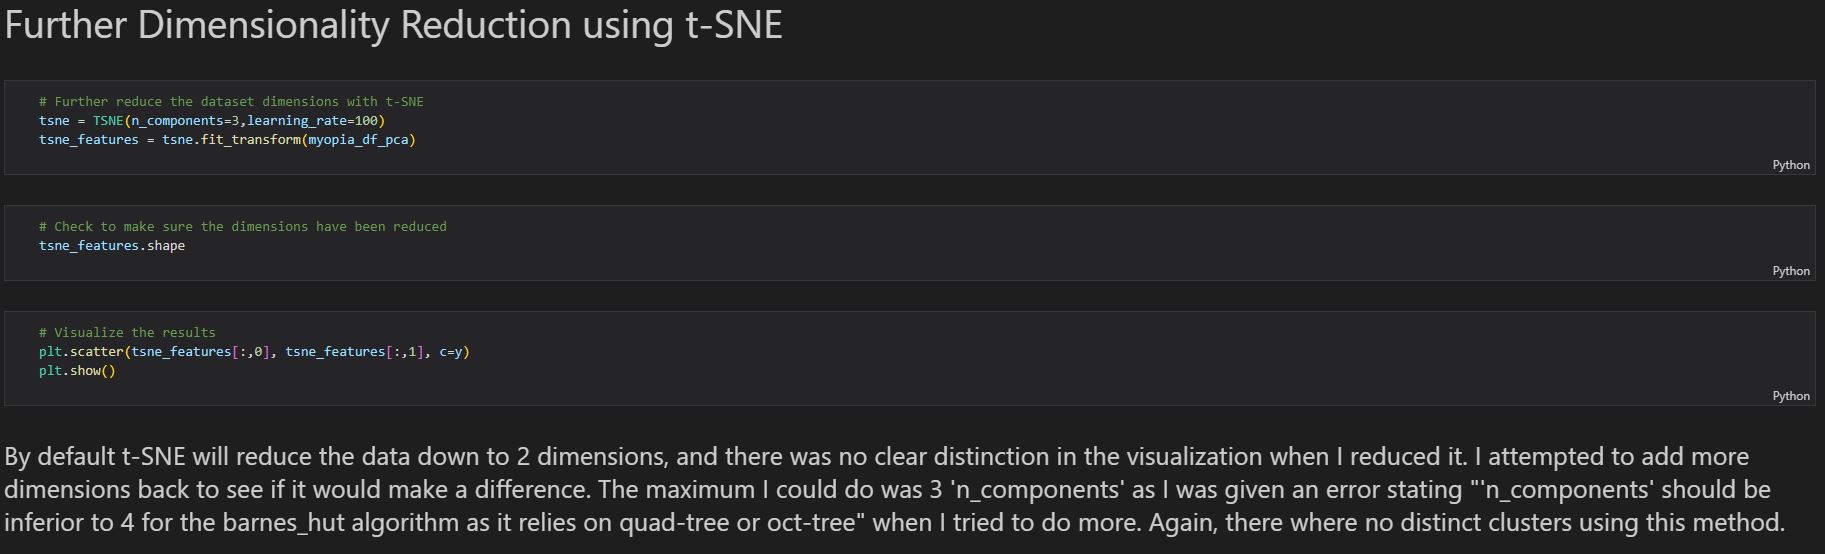 Further Dimensionality Reduction using t-SNE
# Further reduce the dataset dimensions with t-SNE
tsne = TSNE(n_components=3,learning_rate=100)
tsne_features = tsne.fit_transform(myopia_df_pca)
Python
# Check to make sure the dimensions have been reduced
tsne_features.shape
Python
# Visualize the results
plt.scatter(tsne_features[:,0], tsne_features[:,1], c=y)
plt.show()
Python
By default t-SNE will reduce the data down to 2 dimensions, and there was no clear distinction in the visualization when I reduced it. I attempted to add more
dimensions back to see if it would make a difference. The maximum I could do was 3 'n_components' as I was given an error stating "'n_components' should be
inferior to 4 for the barnes_hut algorithm as it relies on quad-tree or oct-tree" when I tried to do more. Again, there where no distinct clusters using this method.